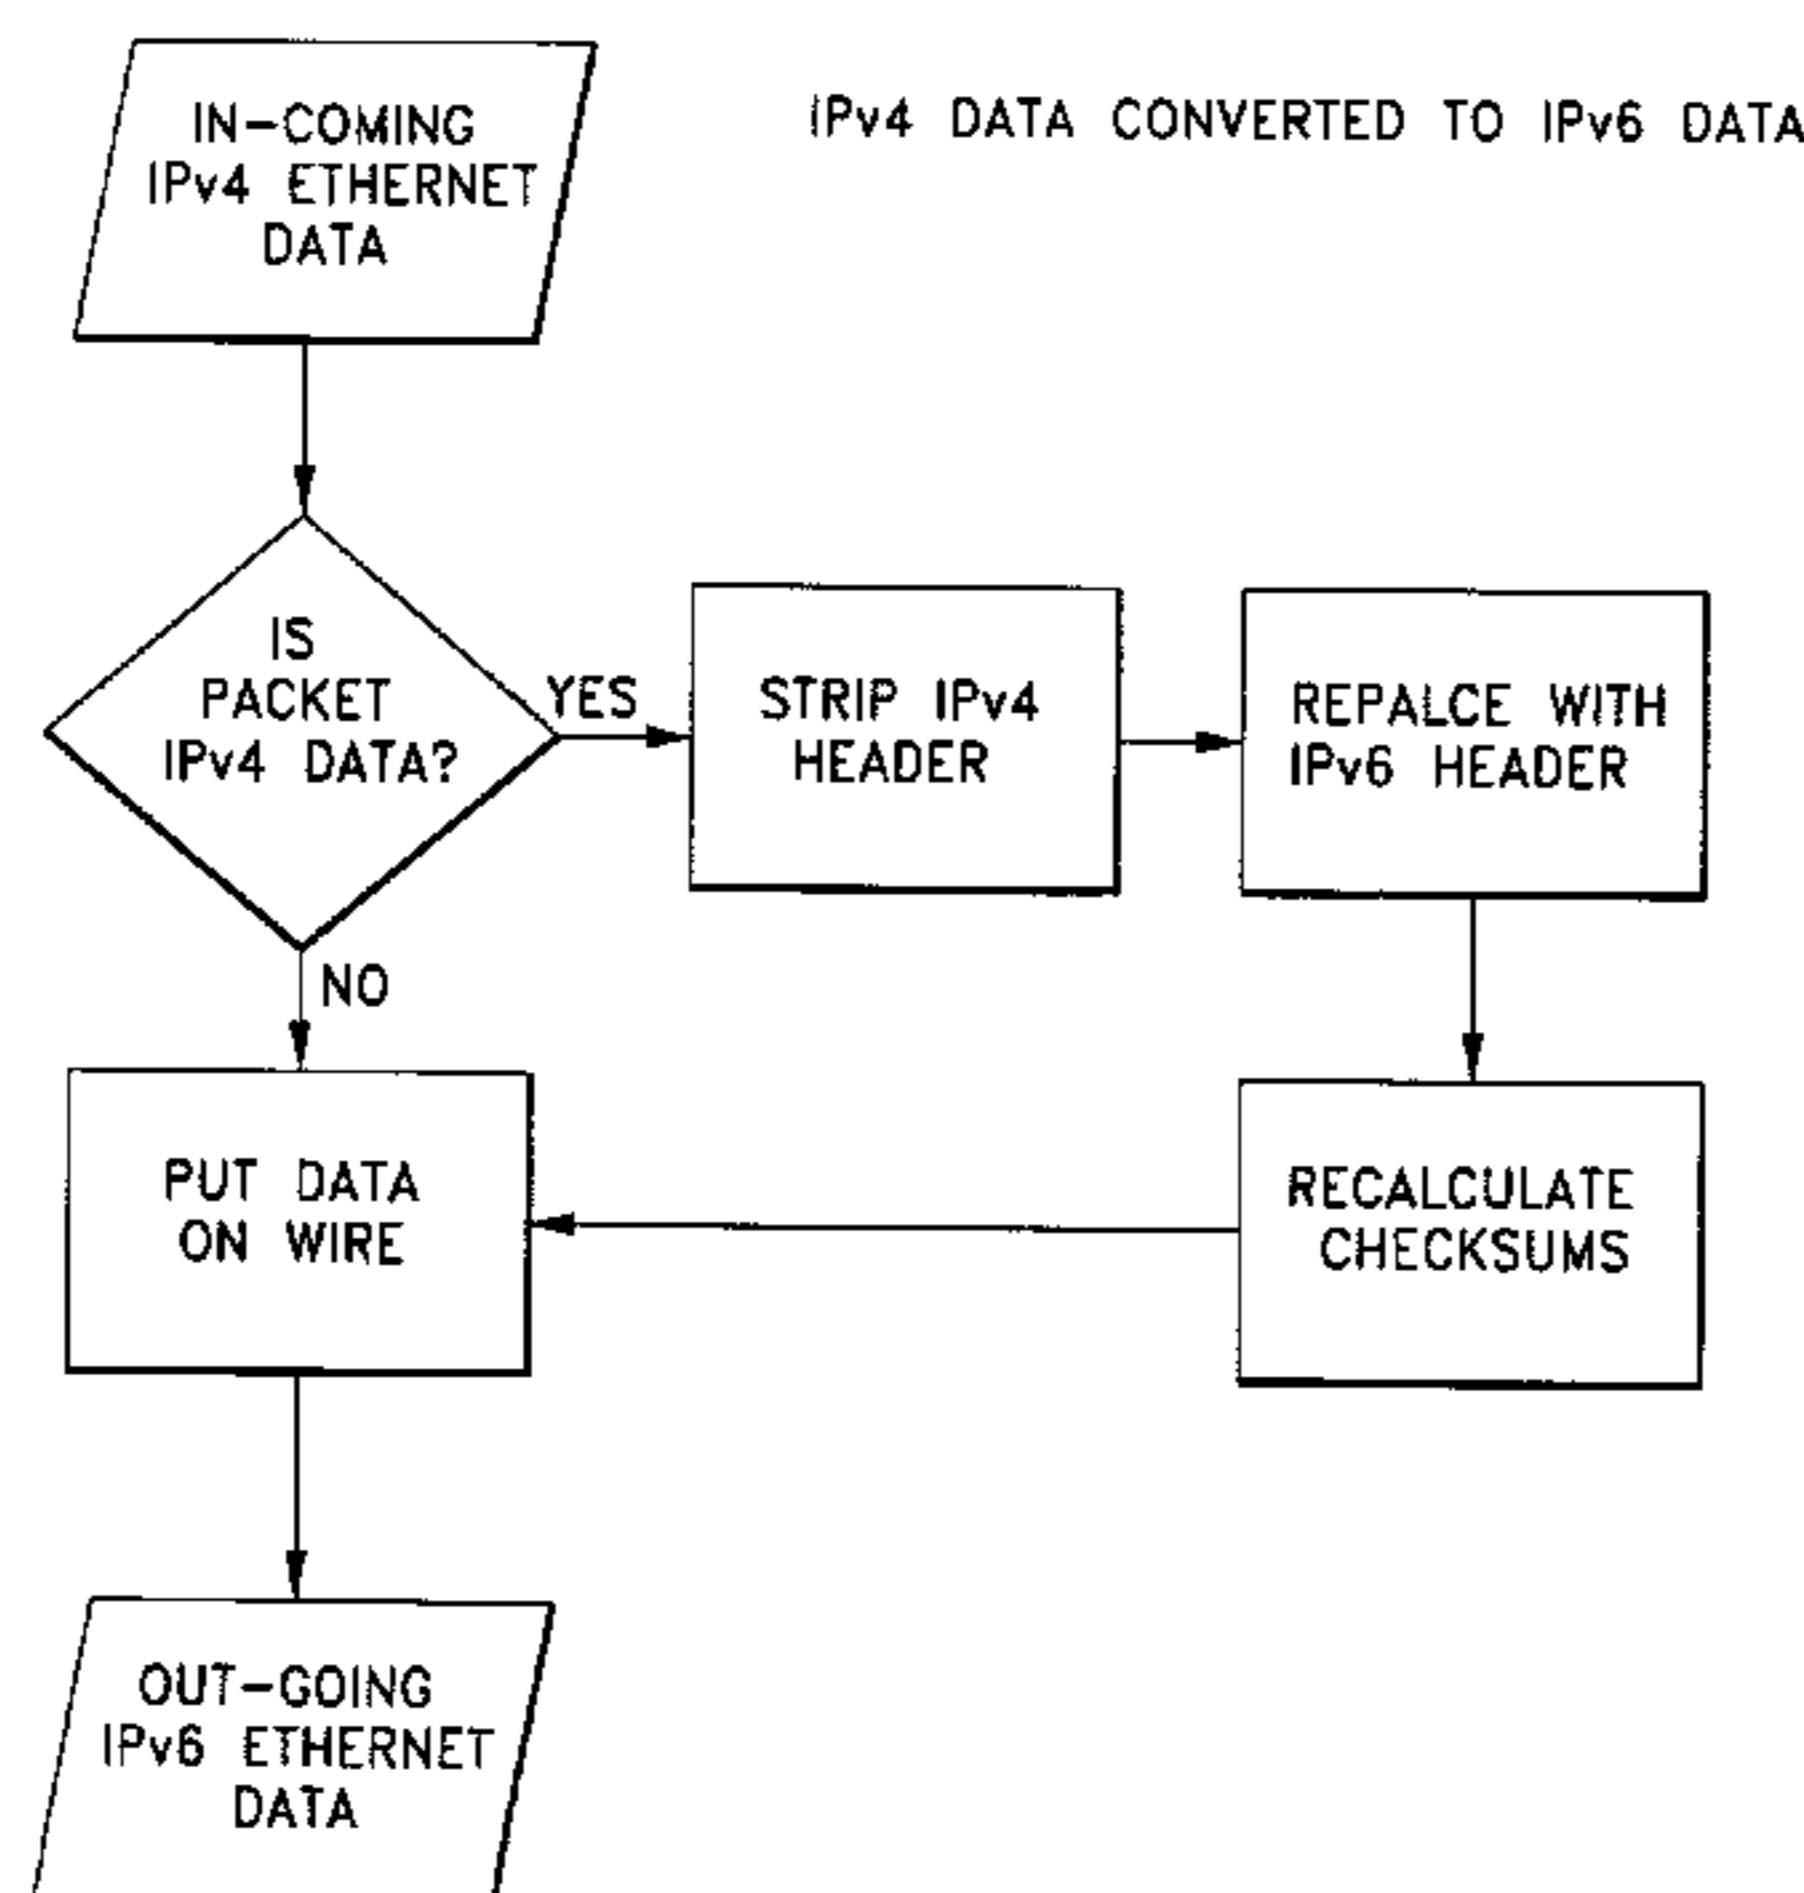 IN-COMING
IPv4 ETHERNET
DATA
IPv4 DATA CONVERTED TO IPv6 DATA
IS
PACKET
IPv4 DATA?
YES
STRIP IPv4
HEADER
REPALCE WITH
IPv6 HEADER
NO
PUT DATA
ON WIRE
RECALCULATE
CHECKSUMS
OUT-GOING
IPv6 ETHERNET
DATA